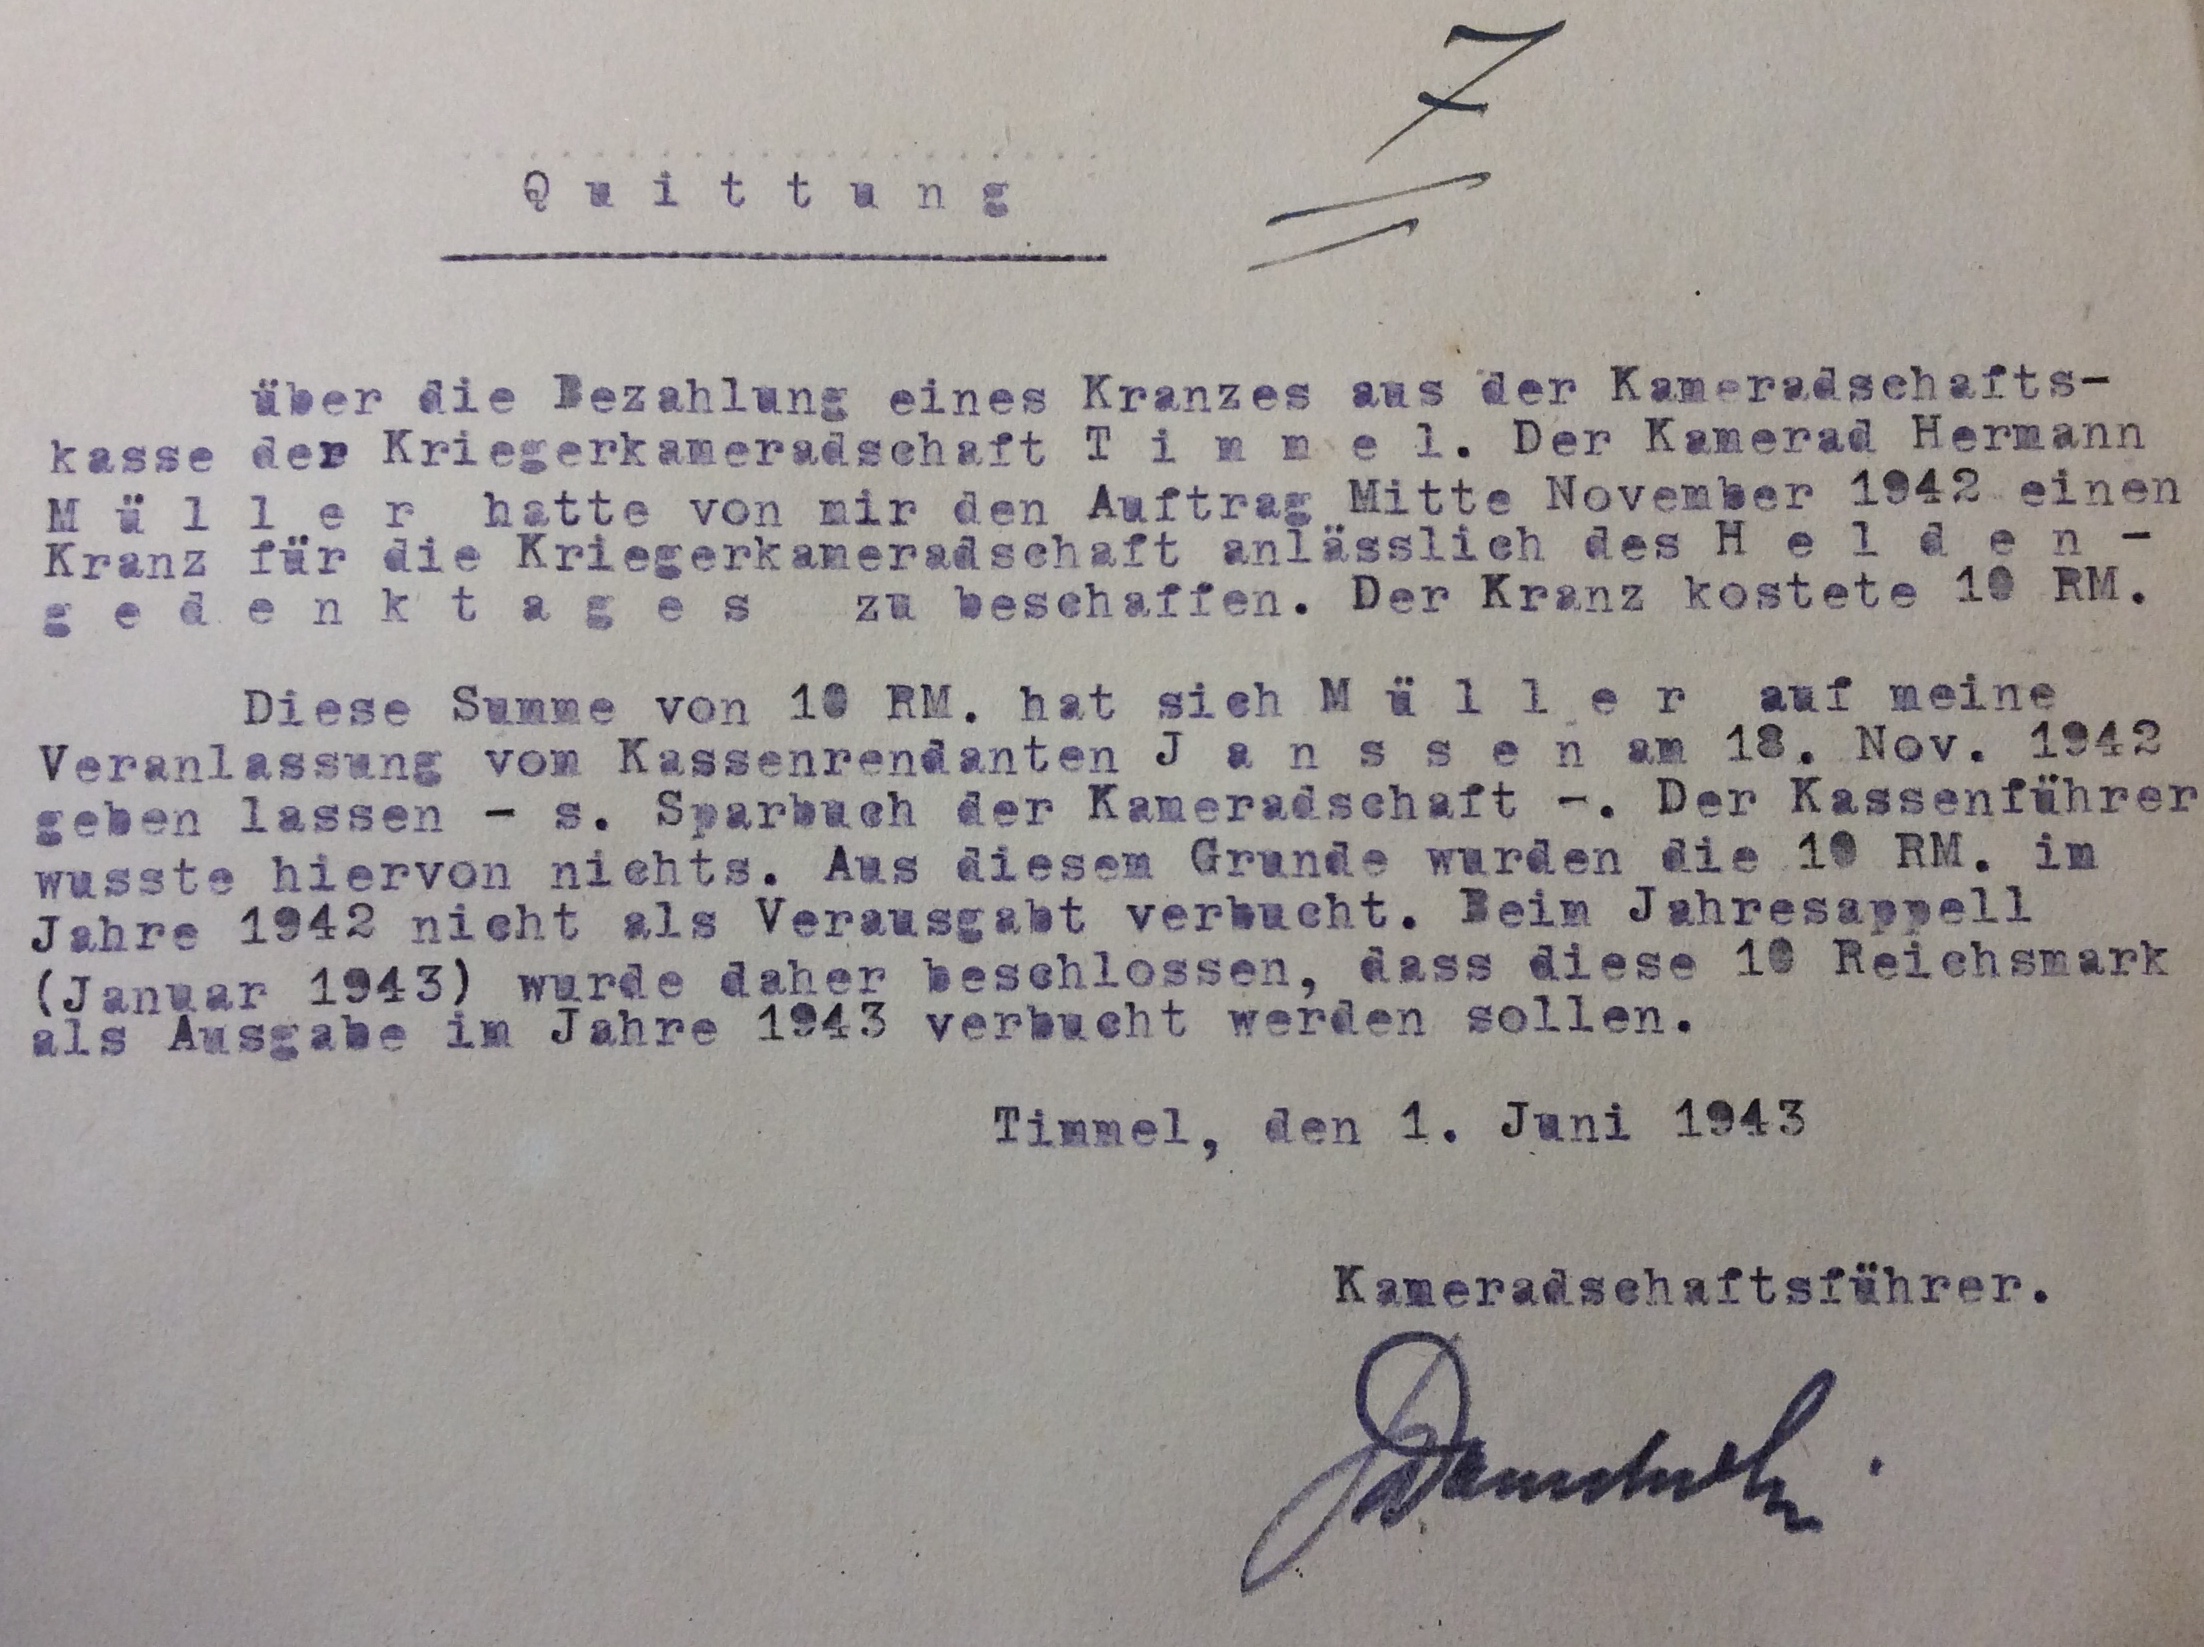 7
Q u i t t u n g
über die Bezahlung eines Kranzes aus der Kameradschafts-
kasse der Kriegerkameradschaft T i m m e l. Der Kamerad Hermann
M ü l l e r hatte von mir den Auftrag Mitte November 1942 einen
Kranz für die Kriegerkameradschaft anlässlich des H e l d e n -
g e d e n k t a g e s zu beschaffen. Der Kranz kostete 10 RM.
Diese Summe von 10 RM. hat sich M ü l l e r auf meine
Veranlassung vom Kassenrendanten J a n s s e n am 18. Nov. 1942
geben lassen - s. Sparbuch der Kameradschaft -. Der Kassenführer
wusste hiervon nichts. Aus diesem Grunde wurden die 10 RM. im
Jahre 1942 nicht als Verausgabt verbucht. Beim Jahresappell
(Januar 1943) wurde daher beschlossen, dass diese 10 Reichsmark
als Ausgabe im Jahre 1943 verbucht werden sollen.
Timmel, den 1. Juni 1943
Kameradschaftsführer.